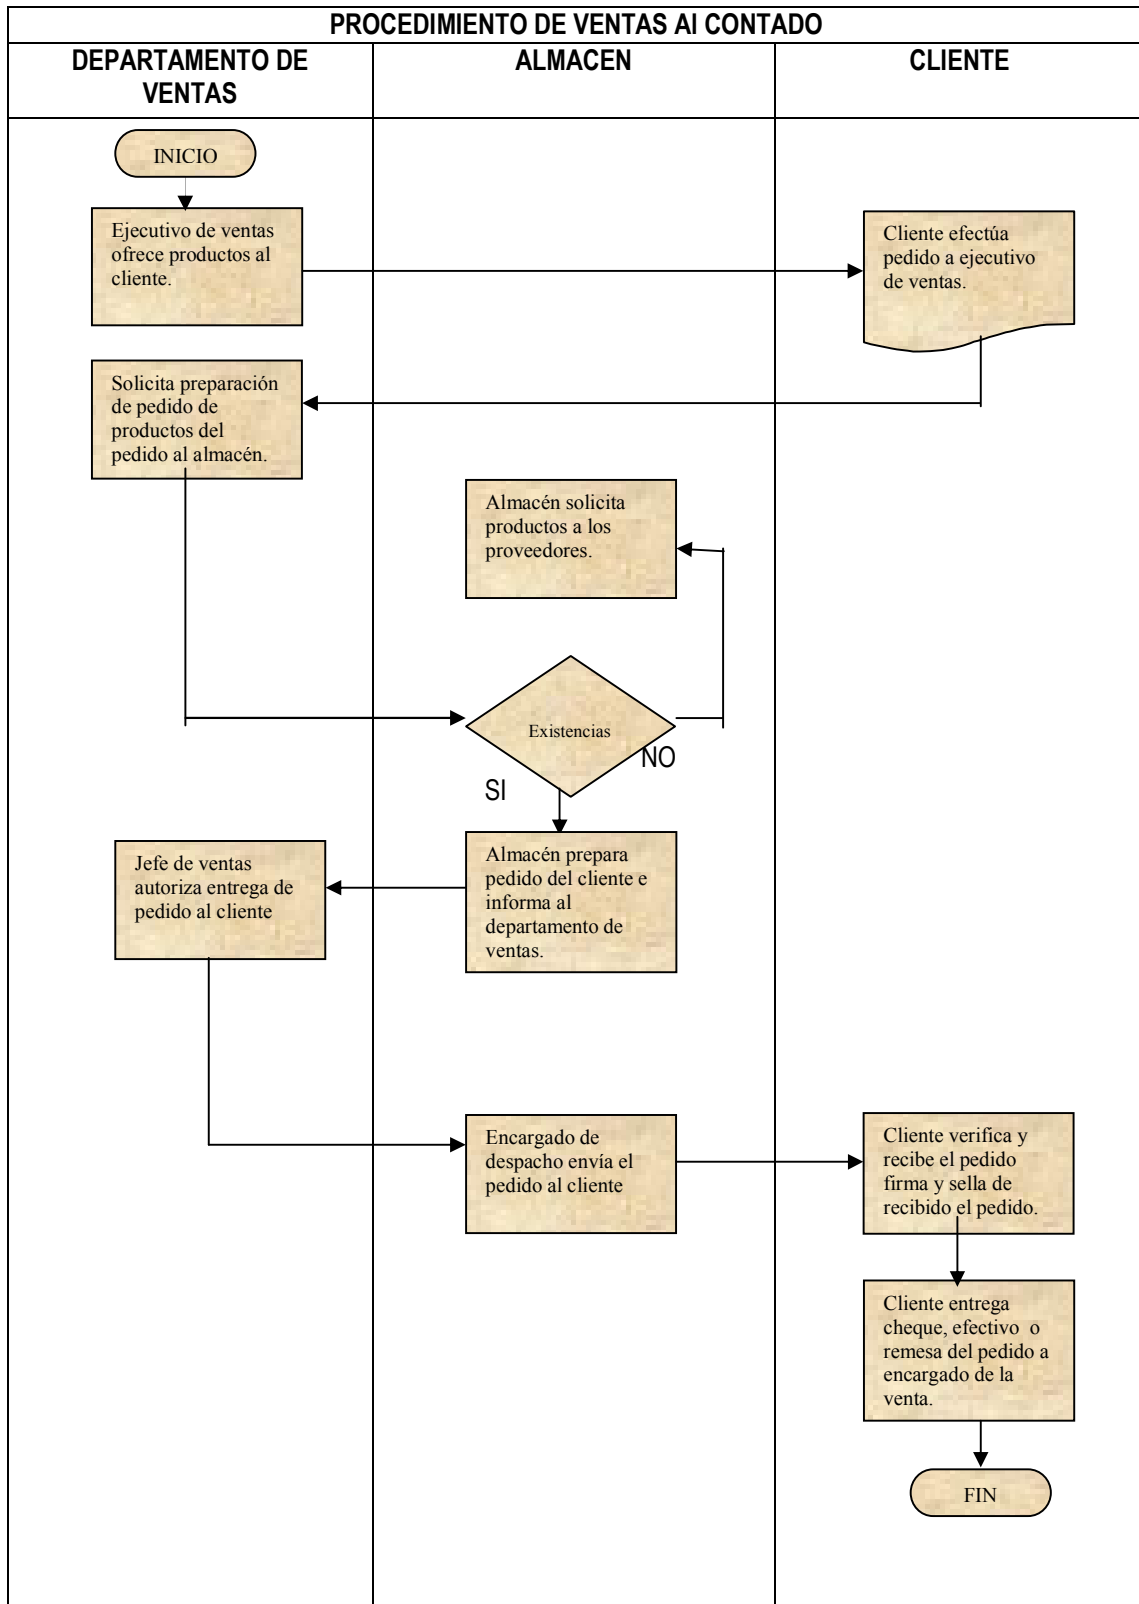 PROCEDIMIENTO DE VENTAS Al CONTADO
DEPARTAMENTO DE
VENTAS
ALMACEN
CLIENTE
INICIO
Ejecutivo de ventas
ofrece productos al
cliente.
Cliente efectúa
pedido a ejecutivo
de ventas.
Solicita preparación
de pedido de
productos del
pedido al almacén.
Almacén solicita
productos a los
proveedores.
Existencias
NO
SI
Almacén prepara
pedido del cliente e
informa al
departamento de
ventas.
Jefe de ventas
autoriza entrega de
pedido al cliente
Encargado de
despacho envía el
pedido al cliente
Cliente verifica y
recibe el pedido
firma y sella de
recibido el pedido.
Cliente entrega
cheque, efectivo o
remesa del pedido a
encargado de la
venta.
FIN